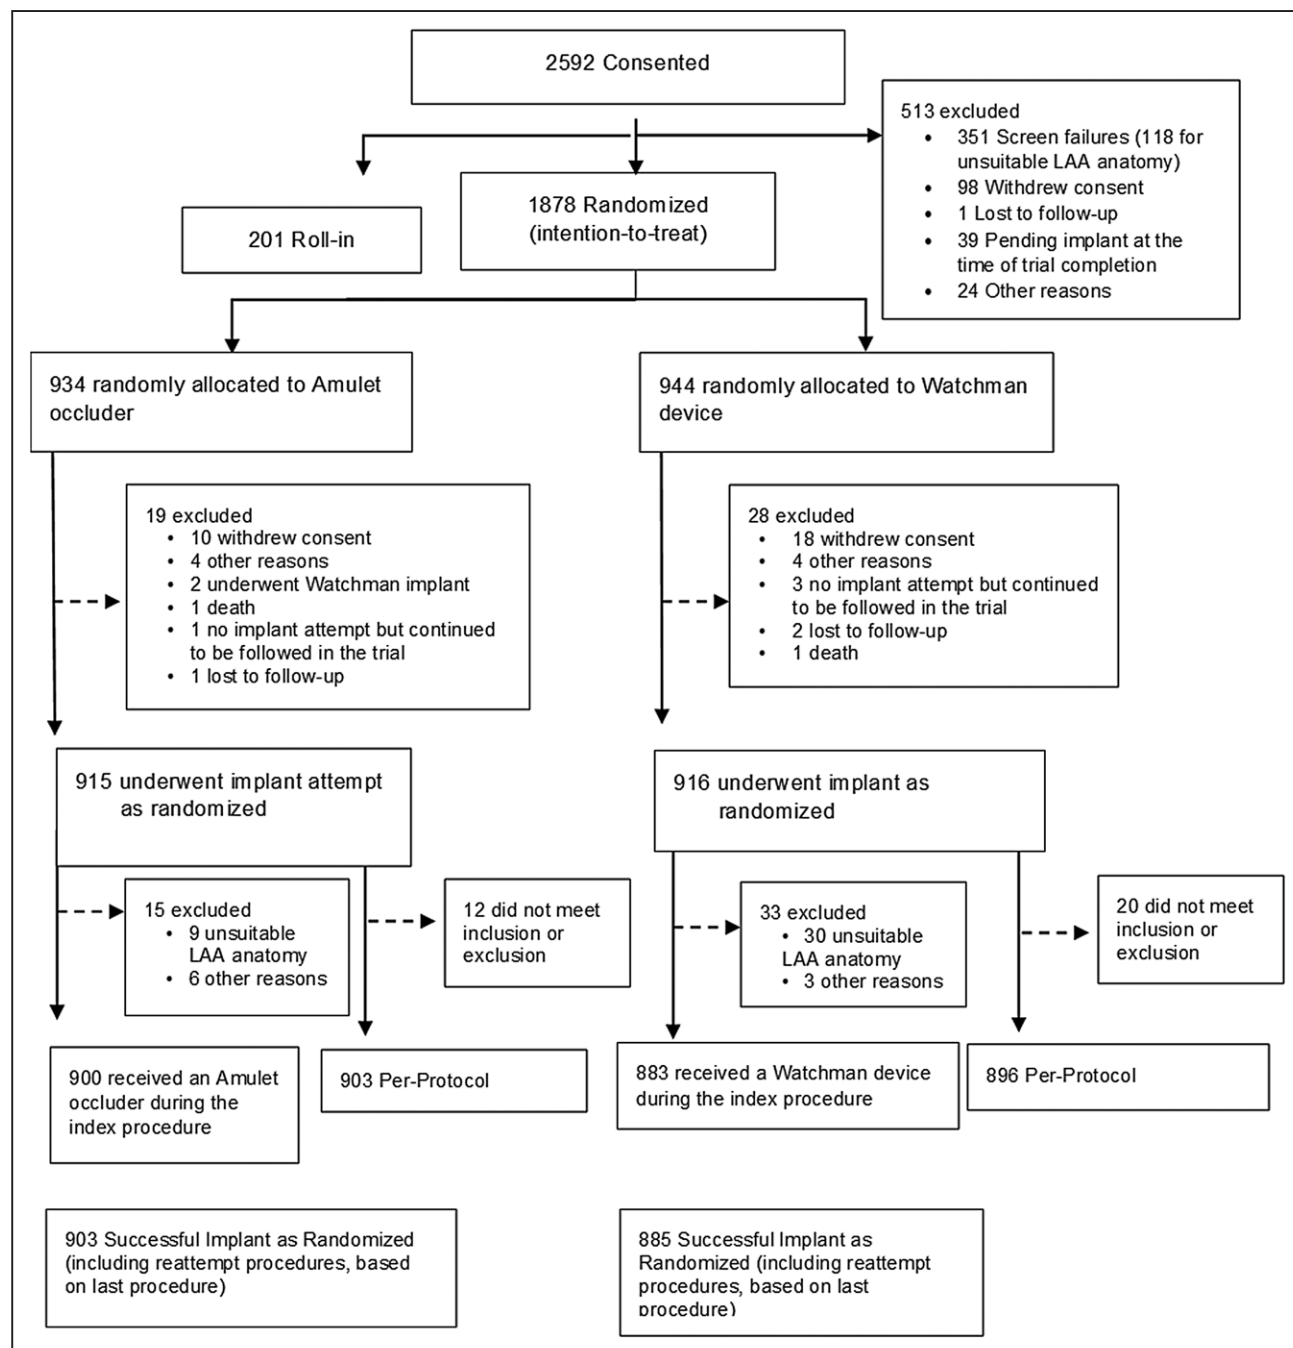 2592 Consented
513 excluded
• 351 Screen failures (118 for
unsuitable LAA anatomy)
• 98 Withdrew consent
• 1 Lost to follow-up
• 39 Pending implant at the
time of trial completion
• 24 Other reasons
201 Roll-in
1878 Randomized
(intention-to-treat)
934 randomly allocated to Amulet
occluder
944 randomly allocated to Watchman
device
19 excluded
• 10 withdrew consent
• 4 other reasons
• 2 underwent Watchman implant
• 1 death
• 1 no implant attempt but continued
to be followed in the trial
• 1 lost to follow-up
28 excluded
• 18 withdrew consent
• 4 other reasons
• 3 no implant attempt but continued
to be followed in the trial
• 2 lost to follow-up
• 1 death
915 underwent implant attempt
as randomized
916 underwent implant as
randomized
15 excluded
• 9 unsuitable
LAA anatomy
• 6 other reasons
12 did not meet
inclusion or
exclusion
33 excluded
• 30 unsuitable
LAA anatomy
• 3 other reasons
20 did not meet
inclusion or
exclusion
900 received an Amulet
occluder during the
index procedure
903 Per-Protocol
883 received a Watchman device
during the index procedure
896 Per-Protocol
903 Successful Implant as Randomized
(including reattempt procedures, based
on last procedure)
885 Successful Implant as
Randomized (including reattempt
procedures, based on last
procedure)